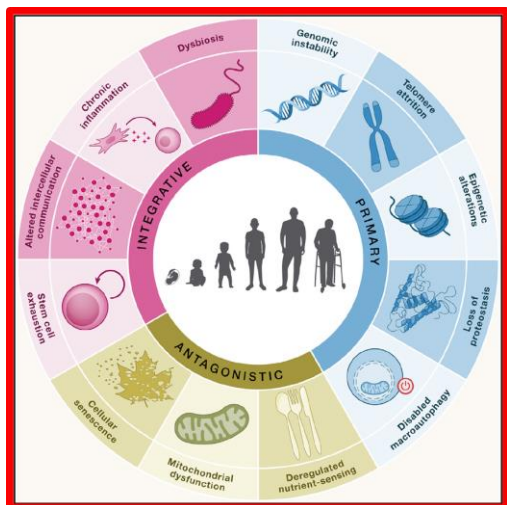 Genomic
instability
Telomere
attrition
Epigenetic
alterations
Loss of
proteostasis
Disabled
macroautophagy
Deregulated
nutrient-sensing
Mitochondrial
dysfunction
Cellular
senescence
Stem cell
exhaustion
Altered intercellular
communication
Chronic
inflammation
Dysbiosis
INTEGRATIVE
PRIMARY
ANTAGONISTIC